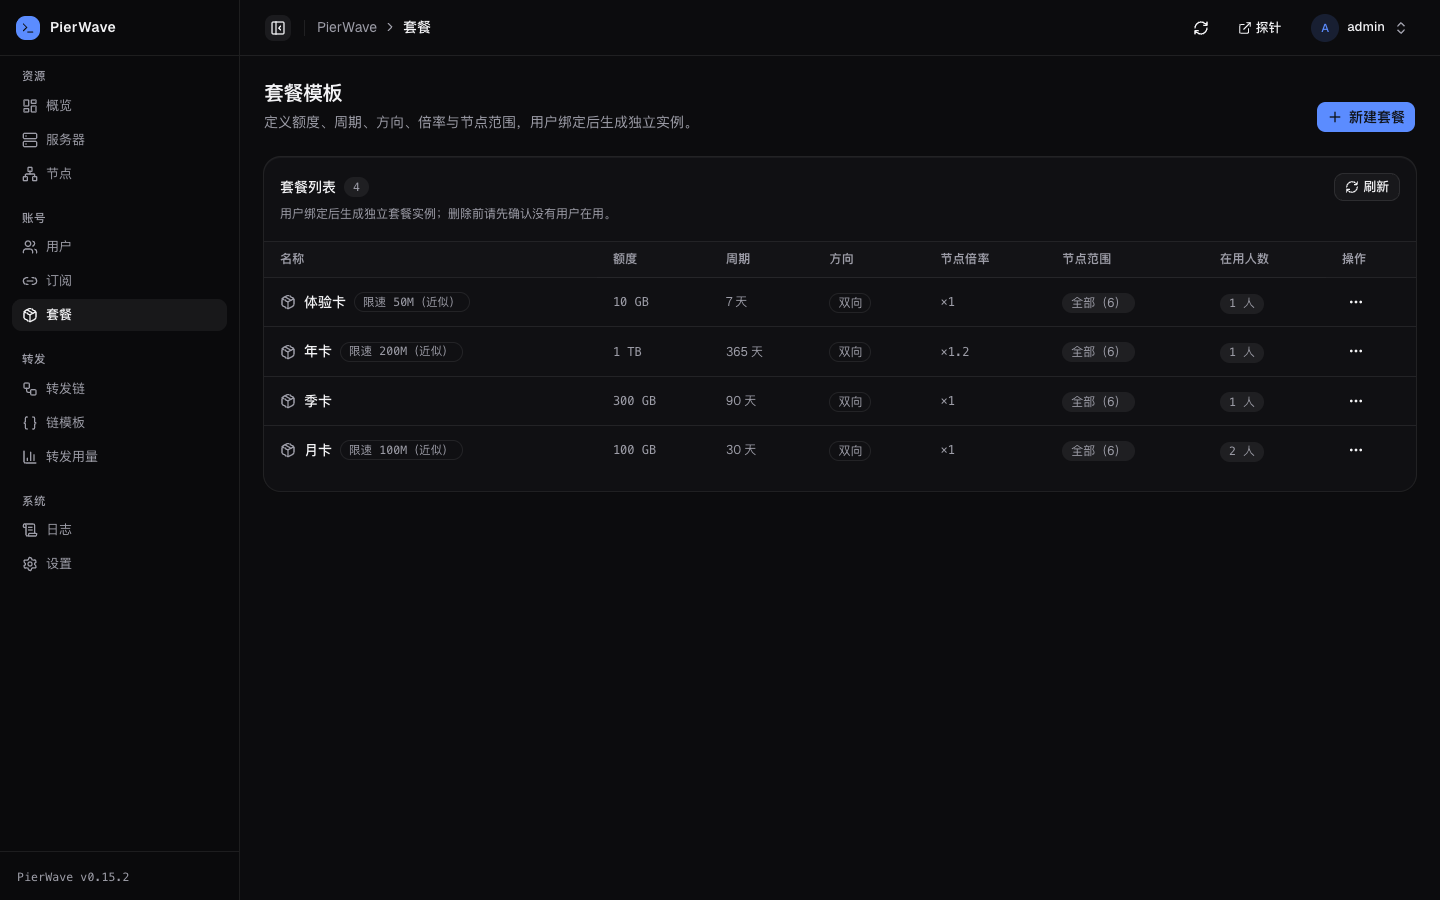 PierWave
PierWave > 套餐
探针
A
admin
资源
概览
服务器
节点
账号
用户
订阅
套餐
转发
转发链
链模板
转发用量
系统
日志
设置
PierWave v0.15.2
套餐模板
定义额度、周期、方向、倍率与节点范围，用户绑定后生成独立实例。
新建套餐
套餐列表 4
用户绑定后生成独立套餐实例；删除前请先确认没有用户在用。
刷新
名称 额度 周期 方向 节点倍率 节点范围 在用人数 操作
体验卡 限速 50M（近似） 10 GB 7 天 双向 ×1 全部（6） 1 人
年卡 限速 200M（近似） 1 TB 365 天 双向 ×1.2 全部（6） 1 人
季卡 300 GB 90 天 双向 ×1 全部（6） 1 人
月卡 限速 100M（近似） 100 GB 30 天 双向 ×1 全部（6） 2 人